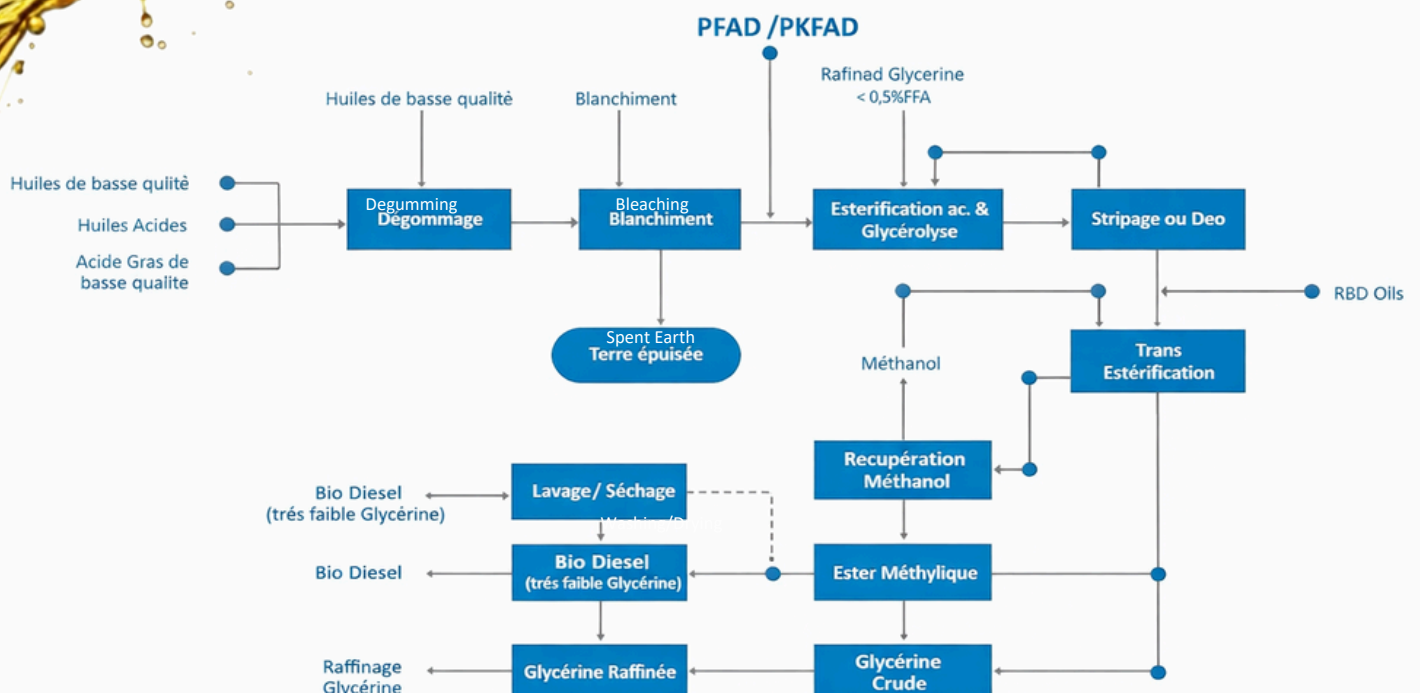 PFAD /PKFAD
Rafinad Glycerine
< 0,5%FFA
Huiles de basse qualité
Blanchiment
Huiles de basse qulité
Huiles Acides
Acide Gras de
basse qualite
Degumming
Dégommage
Bleaching
Blanchiment
Esterification ac. &
Glycérolyse
Stripage ou Deo
RBD Oils
Spent Earth
Terre épuisée
Méthanol
Trans
Estérification
Recupération
Méthanol
Bio Diesel
(trés faible Glycérine)
Lavage/ Séchage
Washing/Drying
Bio Diesel
Bio Diesel
(trés faible Glycérine)
Ester Méthylique
Raffinage
Glycérine
Glycérine Raffinée
Glycérine
Crude